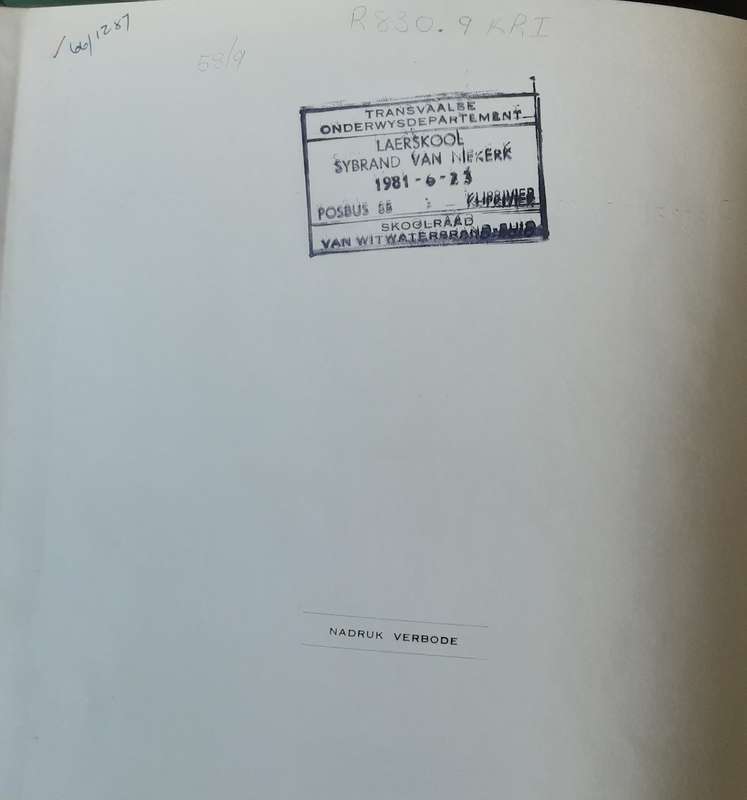 66/1287
R830.9 KRI
58/9
TRANSVAALSE
ONDERWYSDEPARTEMENT
LAERSKOOL
SYBRAND VAN NIEKERK
1981-6-23
POSBUS 68 KLIPRIVIER
SKOOLRAAD
VAN WITWATERSRAND-SUID
NADRUK VERBODE